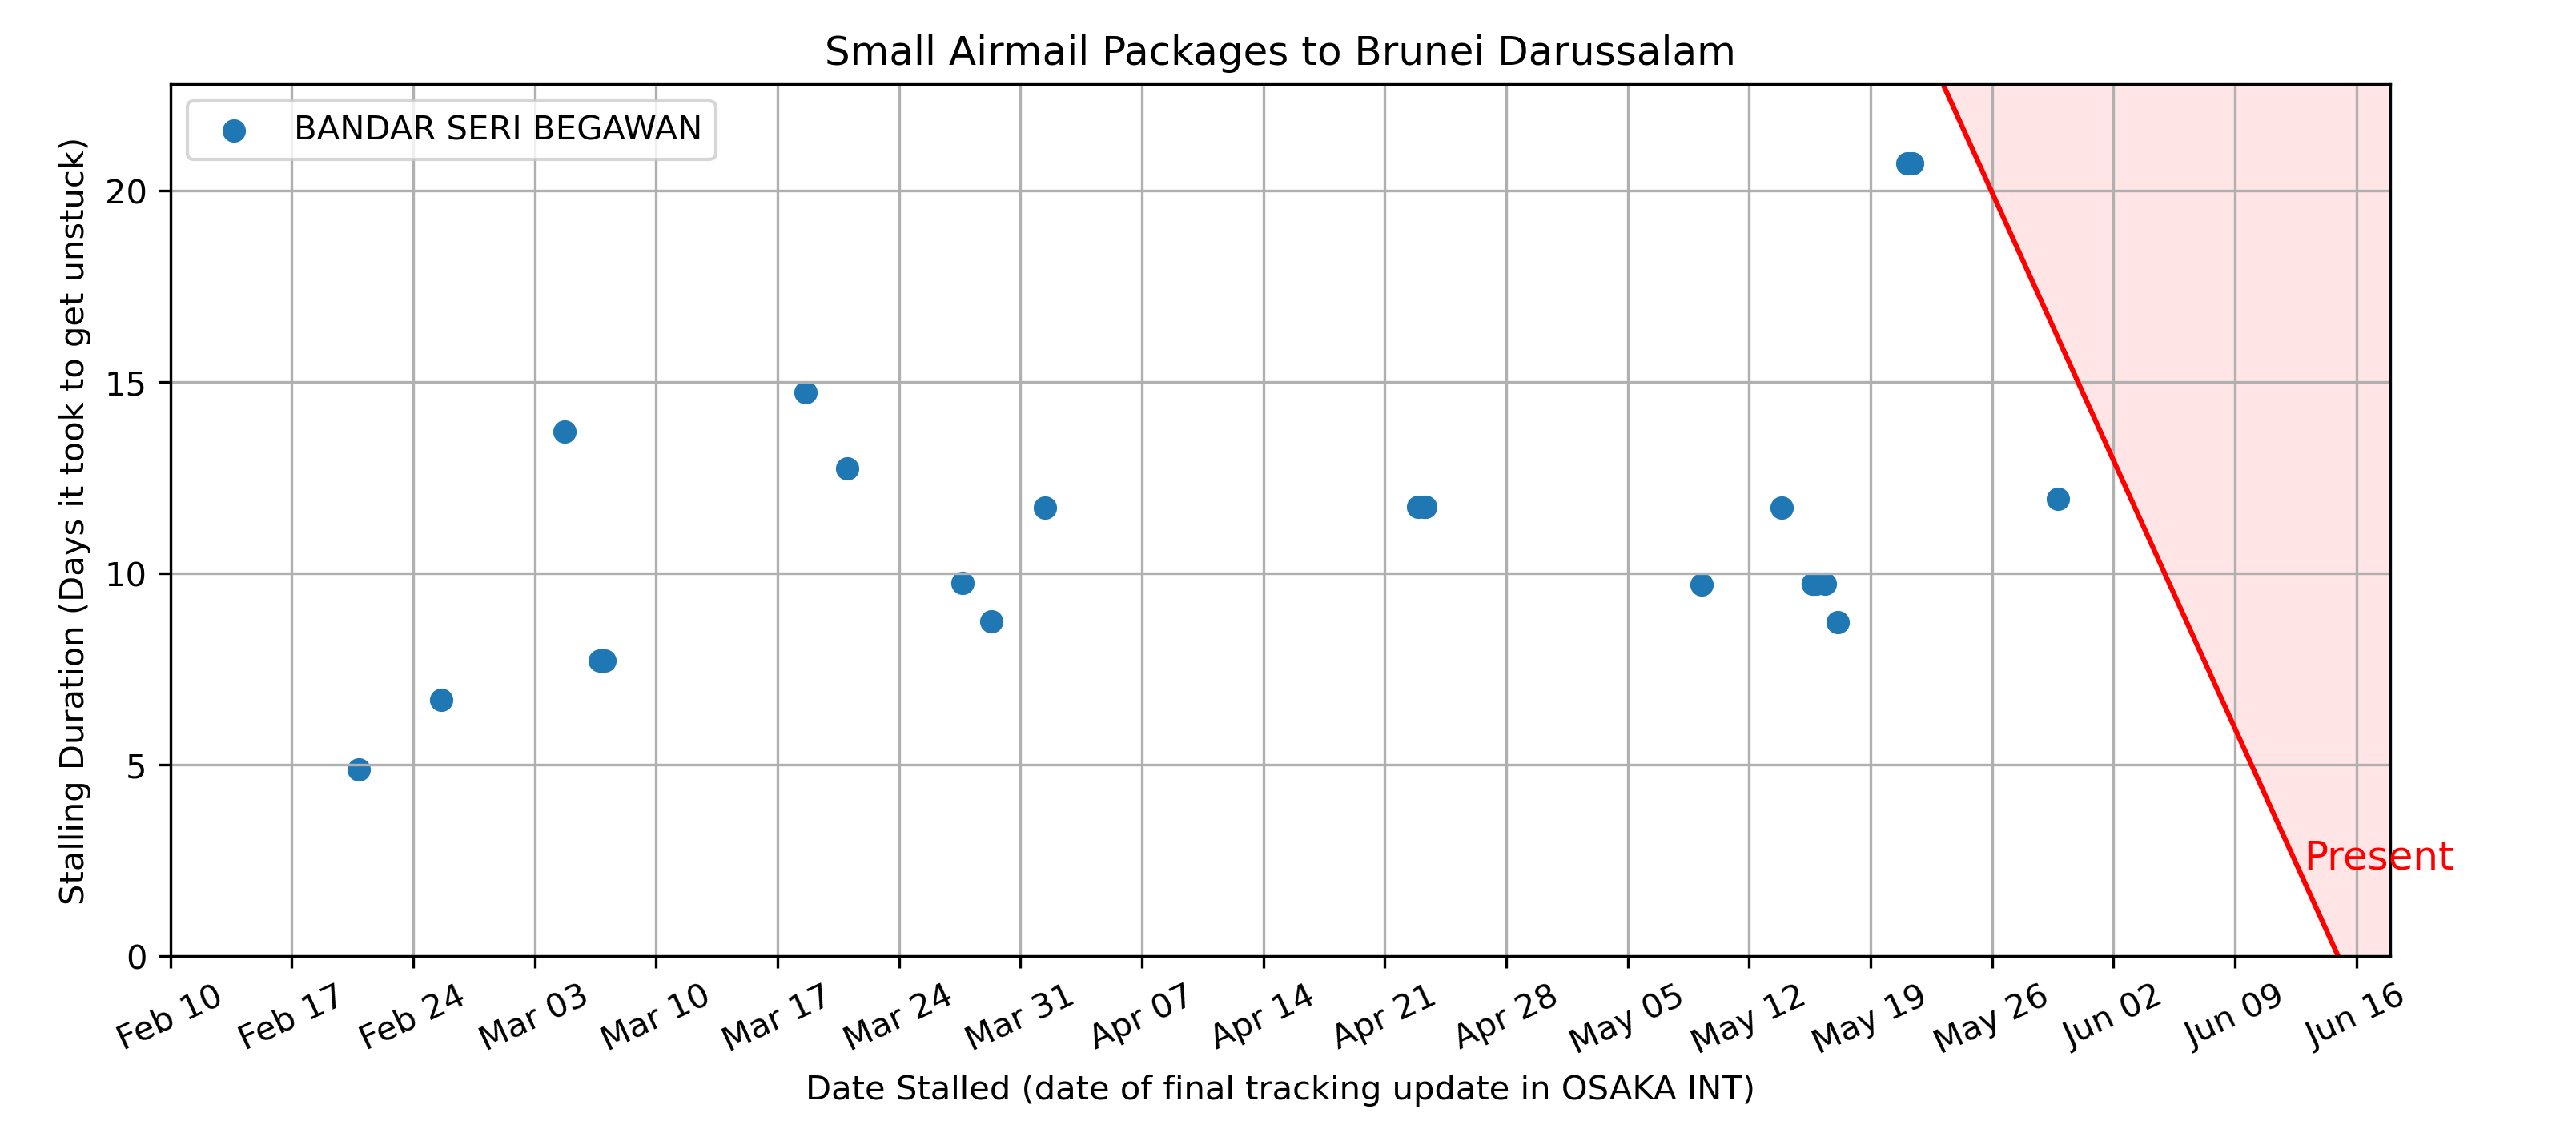 Small Airmail Packages to Brunei Darussalam
BANDAR SERI BEGAWAN
Stalling Duration (Days it took to get unstuck)
20
15
10
5
0
Present
Feb 10
Feb 17
Feb 24
Mar 03
Mar 10
Mar 17
Mar 24
Mar 31
Apr 07
Apr 14
Apr 21
Apr 28
May 05
May 12
May 19
May 26
Jun 02
Jun 09
Jun 16
Date Stalled (date of final tracking update in OSAKA INT)